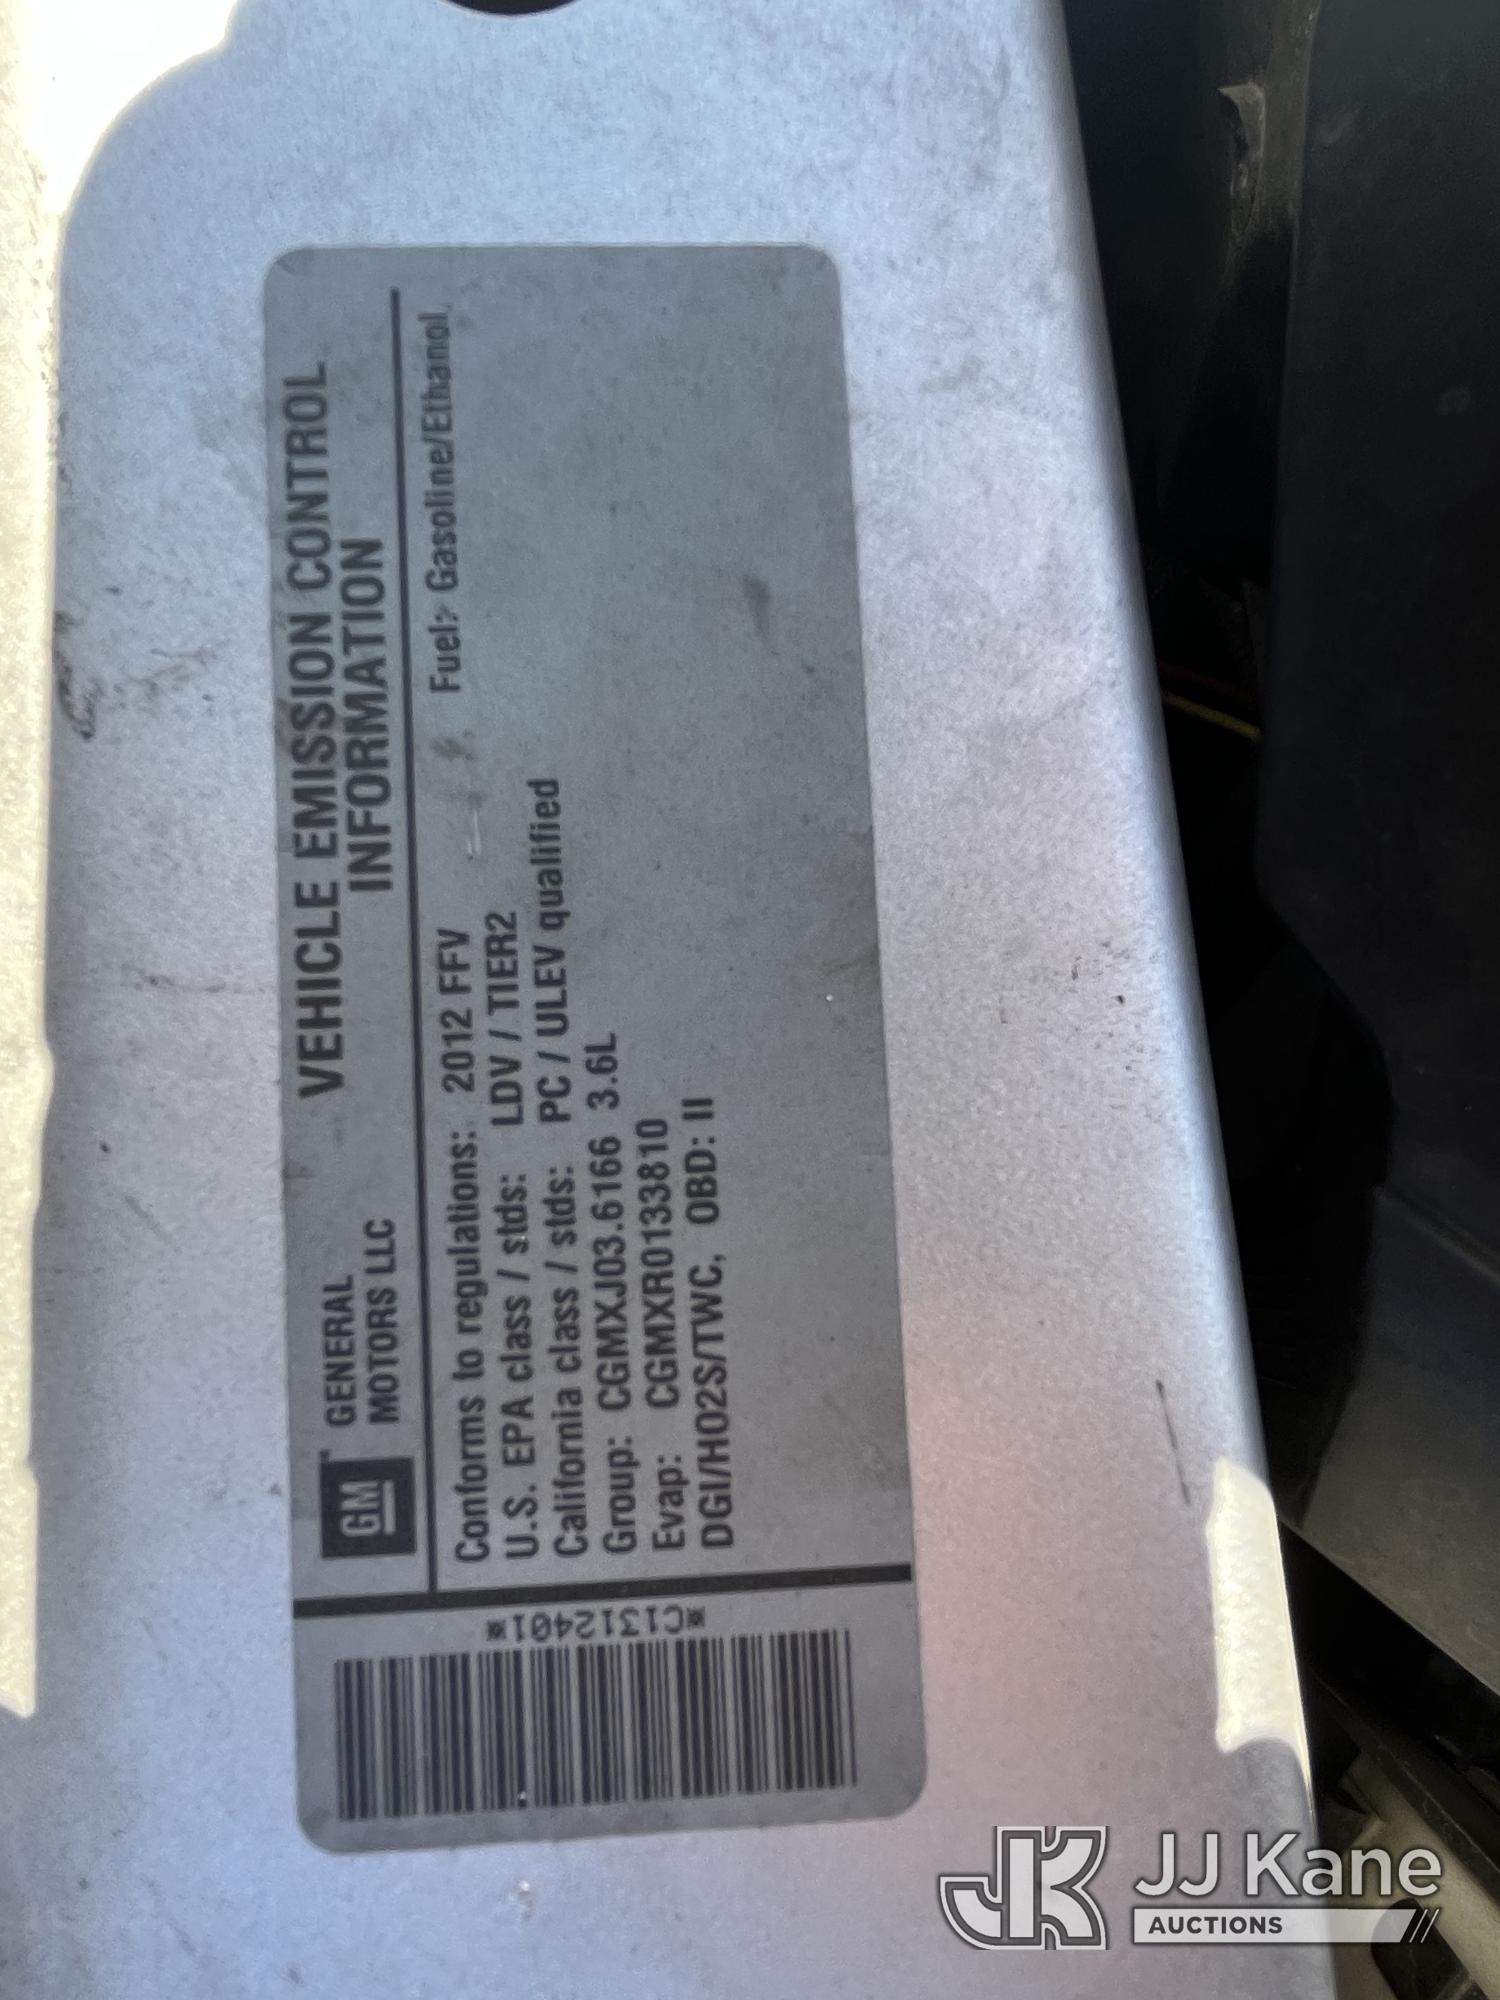 GM
GENERAL
MOTORS LLC
VEHICLE EMISSION CONTROL
INFORMATION
Conforms to regulations: 2012 FFV Fuel: Gasoline/Ethanol
U.S. EPA class / stds: LDV / TIER2
California class / stds: PC / ULEV qualified
Group: CGMXJ03.6166 3.6L
Evap: CGMXR0133810
DGI/HO2S/TWC, OBD: II
*C1312401*
JK JJ Kane
AUCTIONS